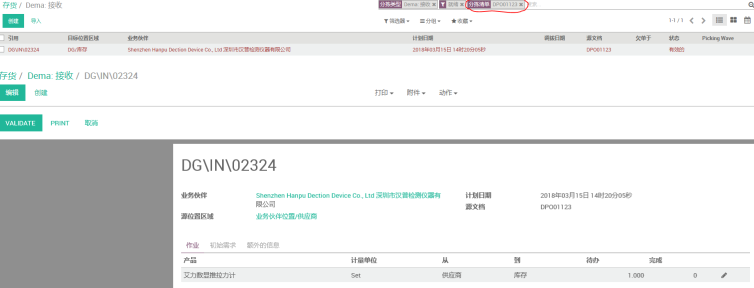 存货 / Dema: 接收
分拣类型 Dema: 接收 × 就绪 × 分拣清单 DPO01123 ×
创建 导入
筛选器 分组 收藏
1-1 / 1
引用 目标位置区域 业务伙伴 计划日期 源文档 交单于 状态 Picking Wave
DG\IN\02324 DG/库存 Shenzhen Hanpu Dection Device Co., Ltd 深圳市汉普检测仪器有限公司 2018年03月15日 14时20分05秒 DPO01123 有效的
存货 / Dema: 接收 / DG\IN\02324
编辑 创建
打印 附件 动作
VALIDATE PRINT 取消
DG\IN\02324
业务伙伴 Shenzhen Hanpu Dection Device Co., Ltd 深圳市汉普检测仪器有限公司 计划日期 2018年03月15日 14时20分05秒
源文档 DPO01123
源位置区域 业务伙伴位置/供应商
作业 初始需求 额外的信息
产品 计量单位 从 到 待办 完成
艾力数显推拉力计 Set 供应商 库存 1.000 0